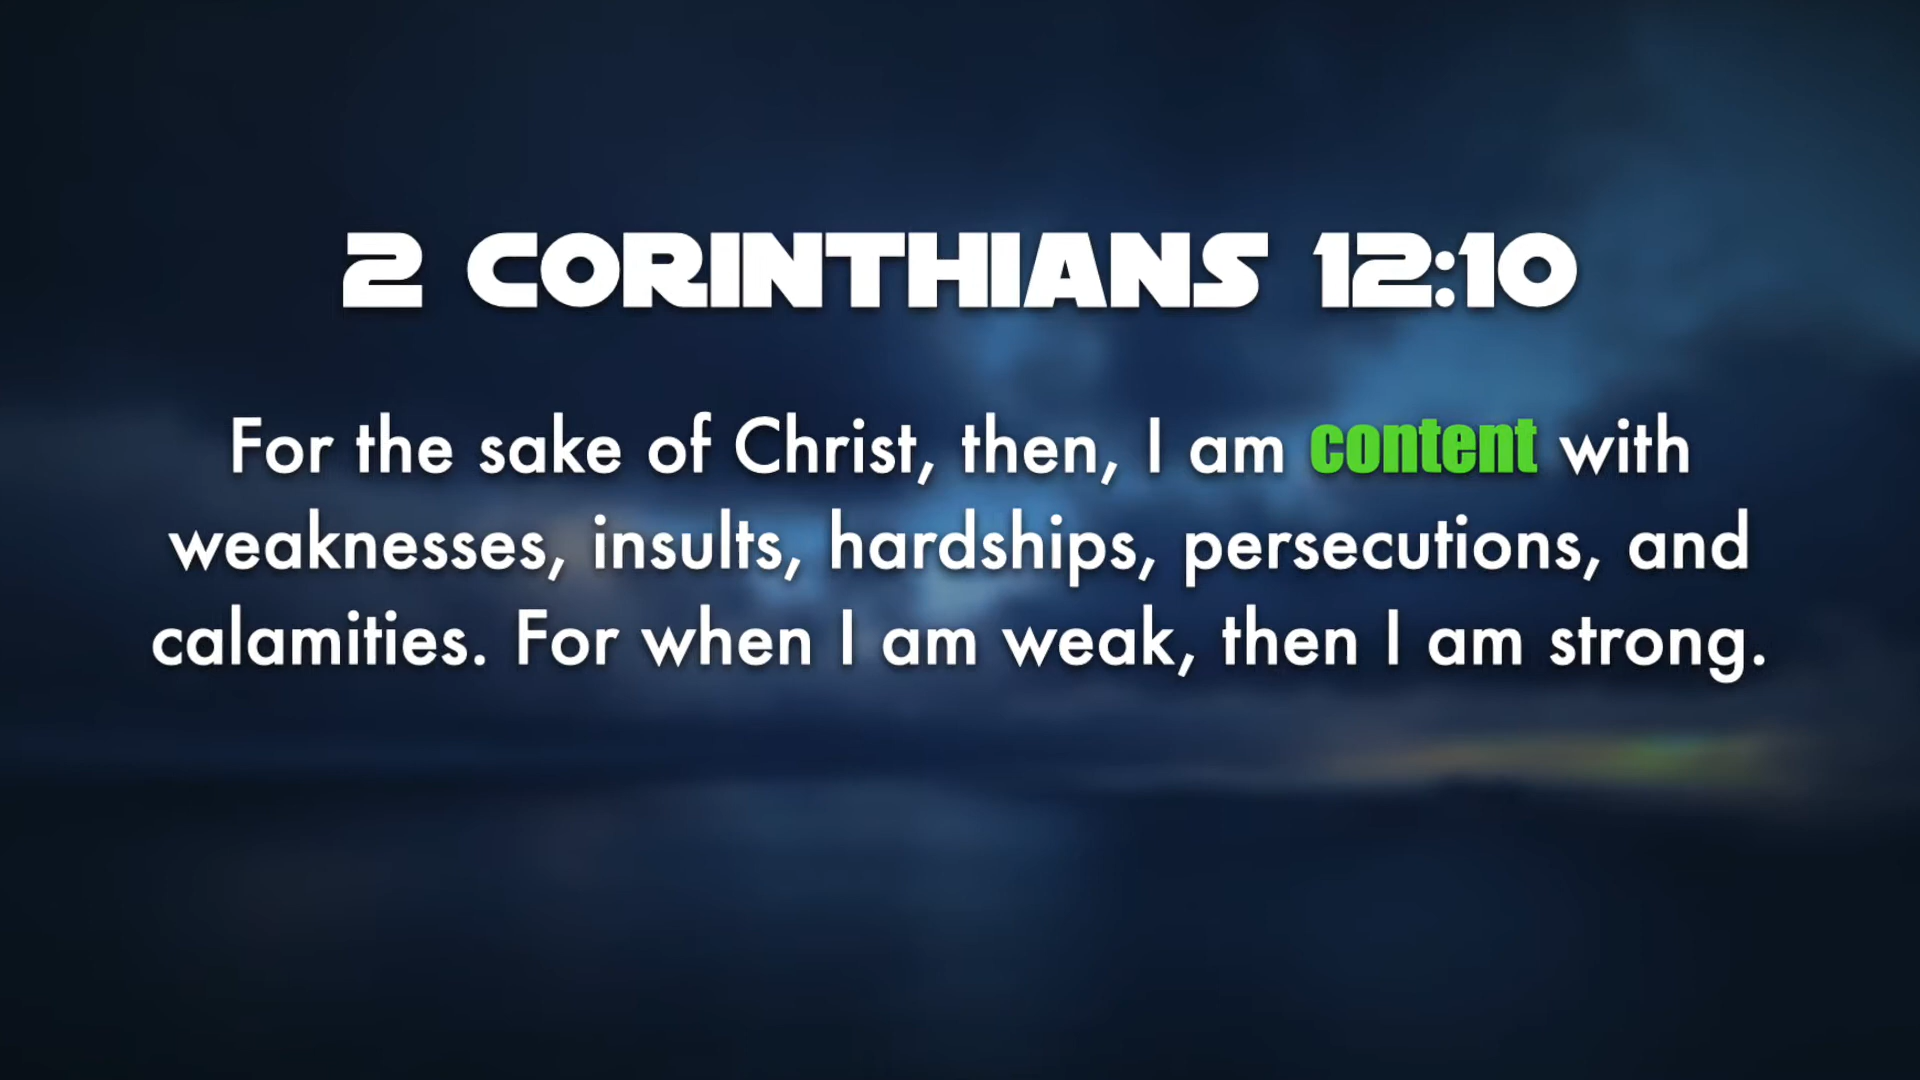 2 CORINTHIANS 12:10
For the sake of Christ, then, I am content with
weaknesses, insults, hardships, persecutions, and
calamities. For when I am weak, then I am strong.